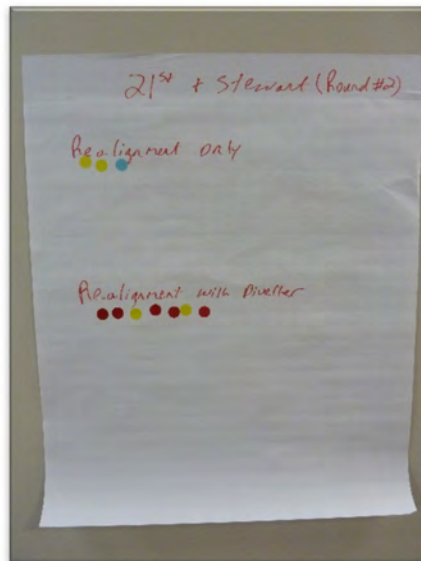 21st + Stewart (Round #2)
Realignment only
Realignment with Diverter